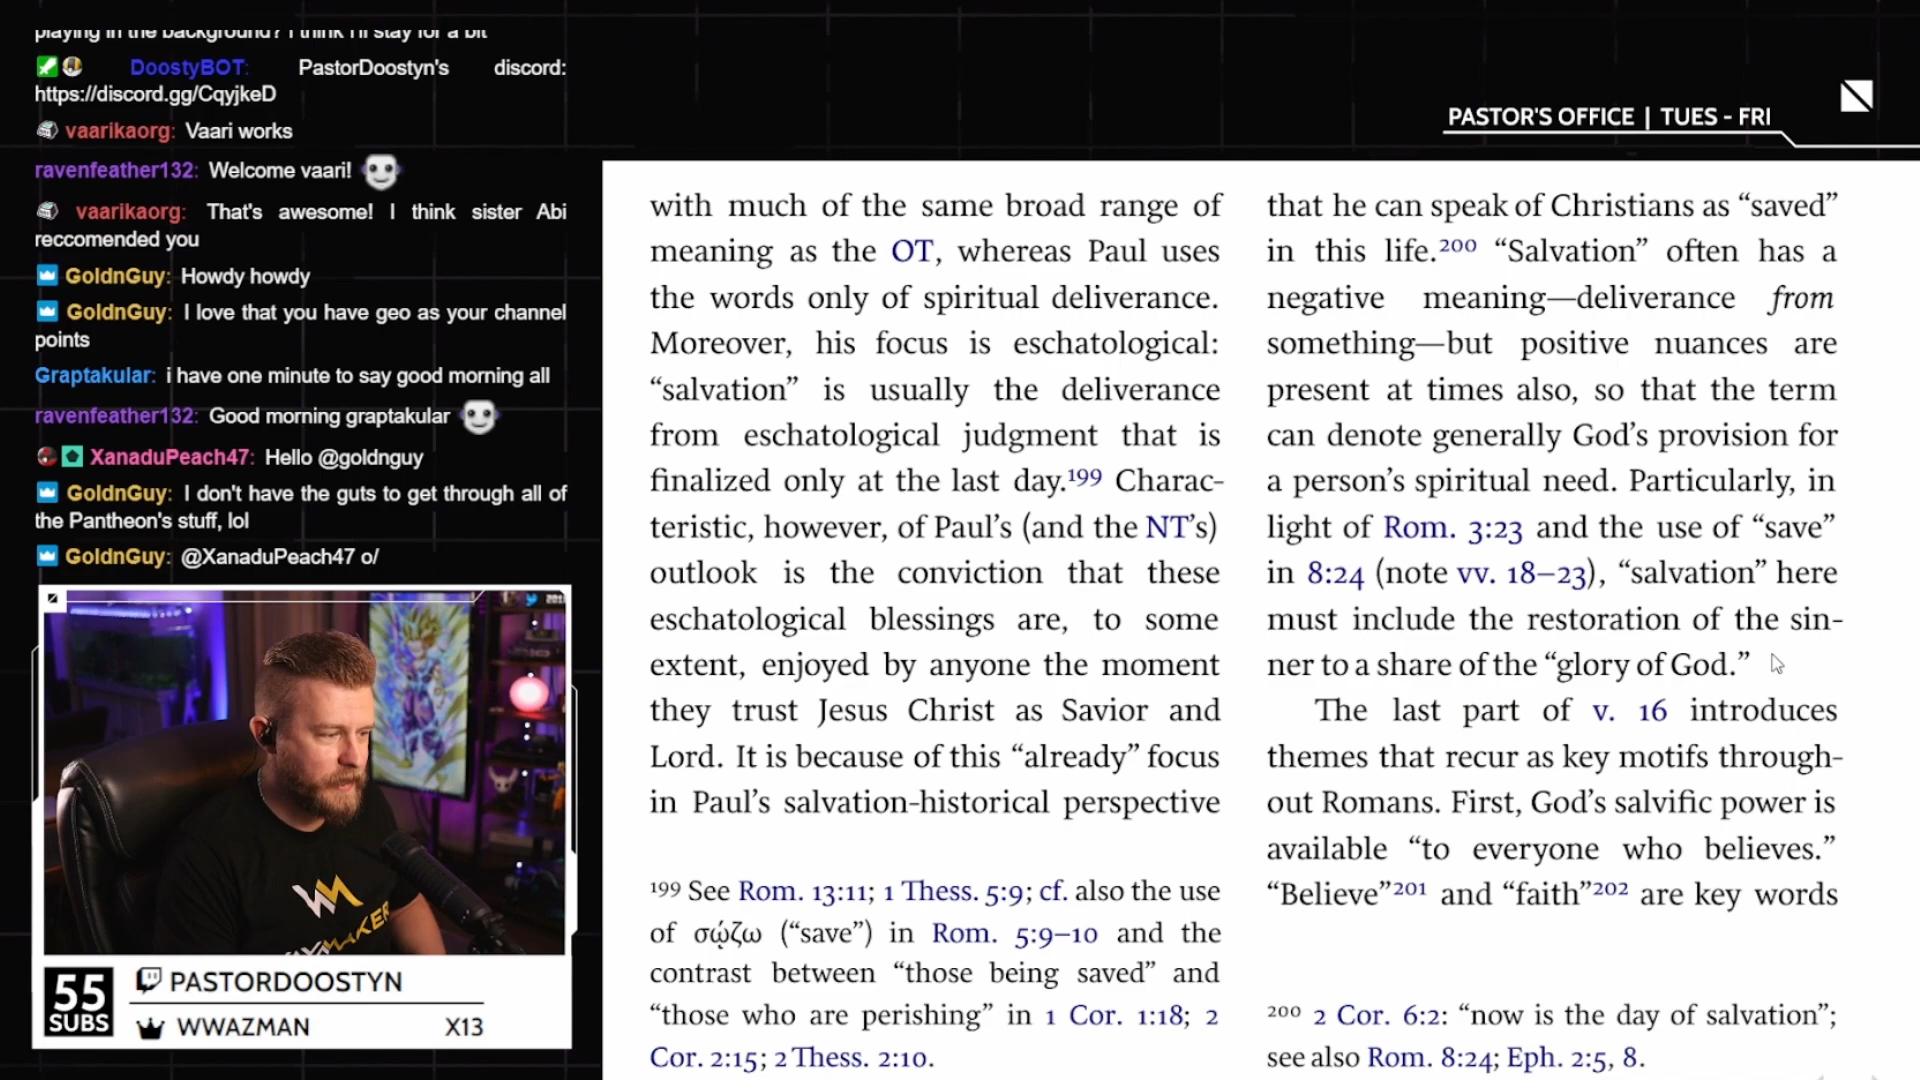 playing in the background? I think I'll stay for a bit
DoostyBOT: PastorDoostyn's discord:
https://discord.gg/CqyjkeD
vaarikaorg: Vaari works
ravenfeather132: Welcome vaari!
vaarikaorg: That's awesome! I think sister Abi
reccomended you
GoldnGuy: Howdy howdy
GoldnGuy: I love that you have geo as your channel
points
Graptakular: i have one minute to say good morning all
ravenfeather132: Good morning graptakular
XanaduPeach47: Hello @goldnguy
GoldnGuy: I don't have the guts to get through all of
the Pantheon's stuff, lol
GoldnGuy: @XanaduPeach47 o/
55
SUBS
PASTORDOOSTYN
WWAZMAN X13
PASTOR'S OFFICE | TUES - FRI
with much of the same broad range of
meaning as the OT, whereas Paul uses
the words only of spiritual deliverance.
Moreover, his focus is eschatological:
“salvation” is usually the deliverance
from eschatological judgment that is
finalized only at the last day.¹⁹⁹ Charac-
teristic, however, of Paul’s (and the NT’s)
outlook is the conviction that these
eschatological blessings are, to some
extent, enjoyed by anyone the moment
they trust Jesus Christ as Savior and
Lord. It is because of this “already” focus
in Paul’s salvation-historical perspective
¹⁹⁹ See Rom. 13:11; 1 Thess. 5:9; cf. also the use
of σῴζω (“save”) in Rom. 5:9–10 and the
contrast between “those being saved” and
“those who are perishing” in 1 Cor. 1:18; 2
Cor. 2:15; 2 Thess. 2:10.
that he can speak of Christians as “saved”
in this life.²⁰⁰ “Salvation” often has a
negative meaning—deliverance from
something—but positive nuances are
present at times also, so that the term
can denote generally God’s provision for
a person’s spiritual need. Particularly, in
light of Rom. 3:23 and the use of “save”
in 8:24 (note vv. 18–23), “salvation” here
must include the restoration of the sin-
ner to a share of the “glory of God.”
The last part of v. 16 introduces
themes that recur as key motifs through-
out Romans. First, God’s salvific power is
available “to everyone who believes.”
“Believe”²⁰¹ and “faith”²⁰² are key words
²⁰⁰ 2 Cor. 6:2: “now is the day of salvation”;
see also Rom. 8:24; Eph. 2:5, 8.